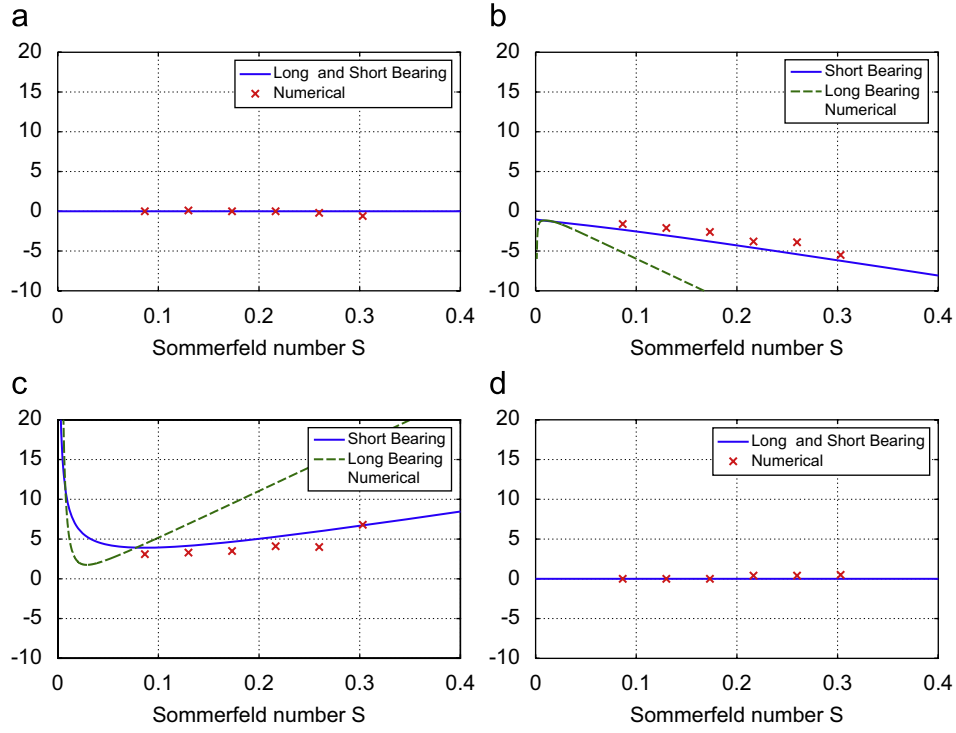 a
20
15
10
5
0
-5
-10
0 0.1 0.2 0.3 0.4
Sommerfeld number S
Long and Short Bearing
Numerical
b
20
15
10
5
0
-5
-10
0 0.1 0.2 0.3 0.4
Sommerfeld number S
Short Bearing
Long Bearing
Numerical
c
20
15
10
5
0
-5
-10
0 0.1 0.2 0.3 0.4
Sommerfeld number S
Short Bearing
Long Bearing
Numerical
d
20
15
10
5
0
-5
-10
0 0.1 0.2 0.3 0.4
Sommerfeld number S
Long and Short Bearing
Numerical